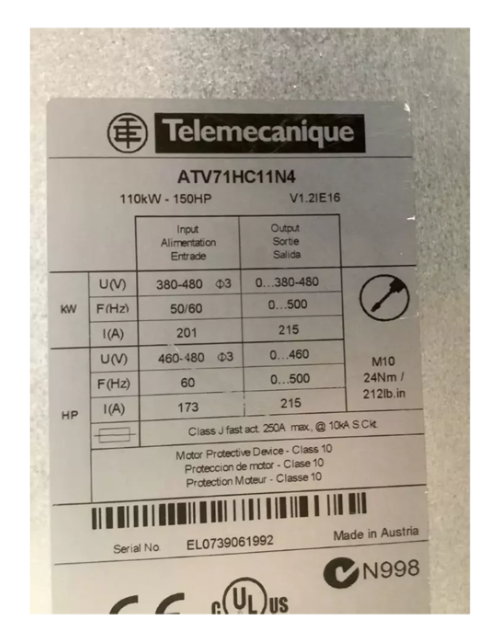 Telemecanique
ATV71HC11N4
110kW - 150HP V1.2IE16
Input Output
Alimentation Sortie
Entrade Salida
kW
U(V) 380-480 Φ3 0...380-480
F(Hz) 50/60 0...500
I(A) 201 215
HP
U(V) 460-480 Φ3 0...460
F(Hz) 60 0...500
I(A) 173 215
M10
24Nm /
212lb.in
Class J fast act. 250A max, @ 10kA S.Ckt.
Motor Protective Device - Class 10
Proteccion de motor - Clase 10
Protection Moteur - Classe 10
Serial No EL0739061992 Made in Austria
N998
CE c UL us